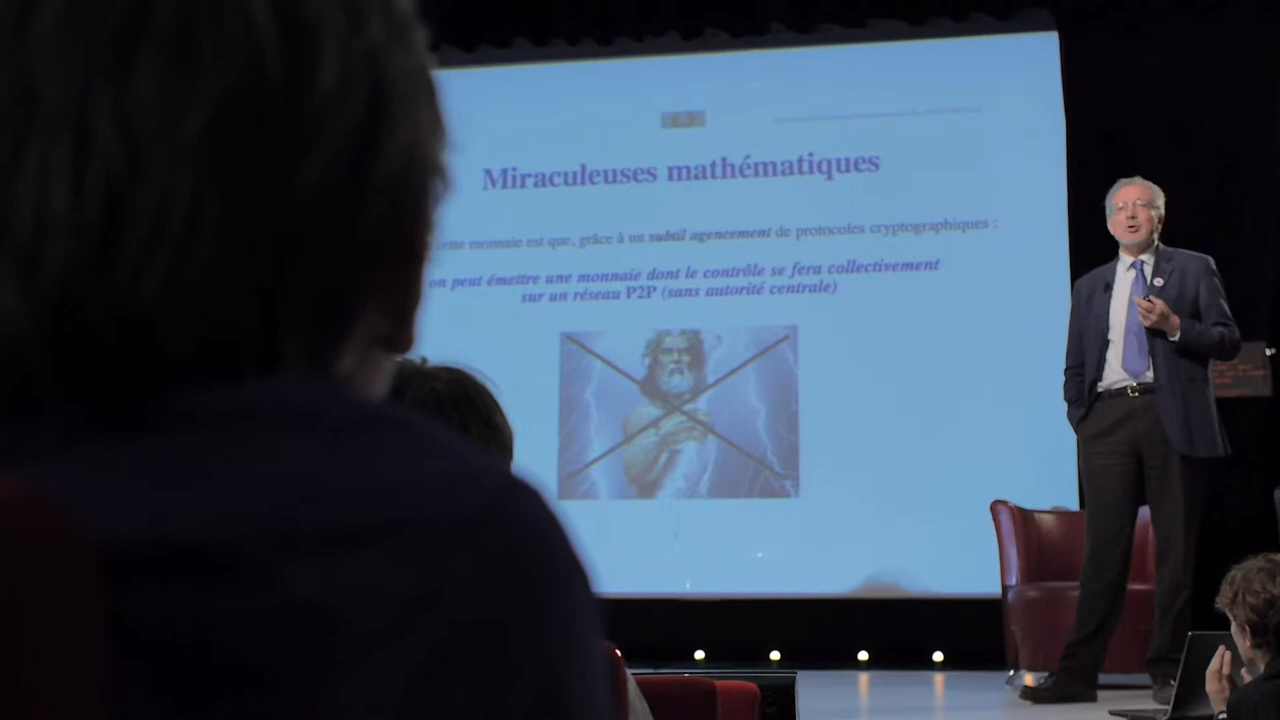 Miraculeuses mathématiques
cette monnaie est que, grâce à un subtil agencement de protocoles cryptographiques :
on peut émettre une monnaie dont le contrôle se fera collectivement
sur un réseau P2P (sans autorité centrale)